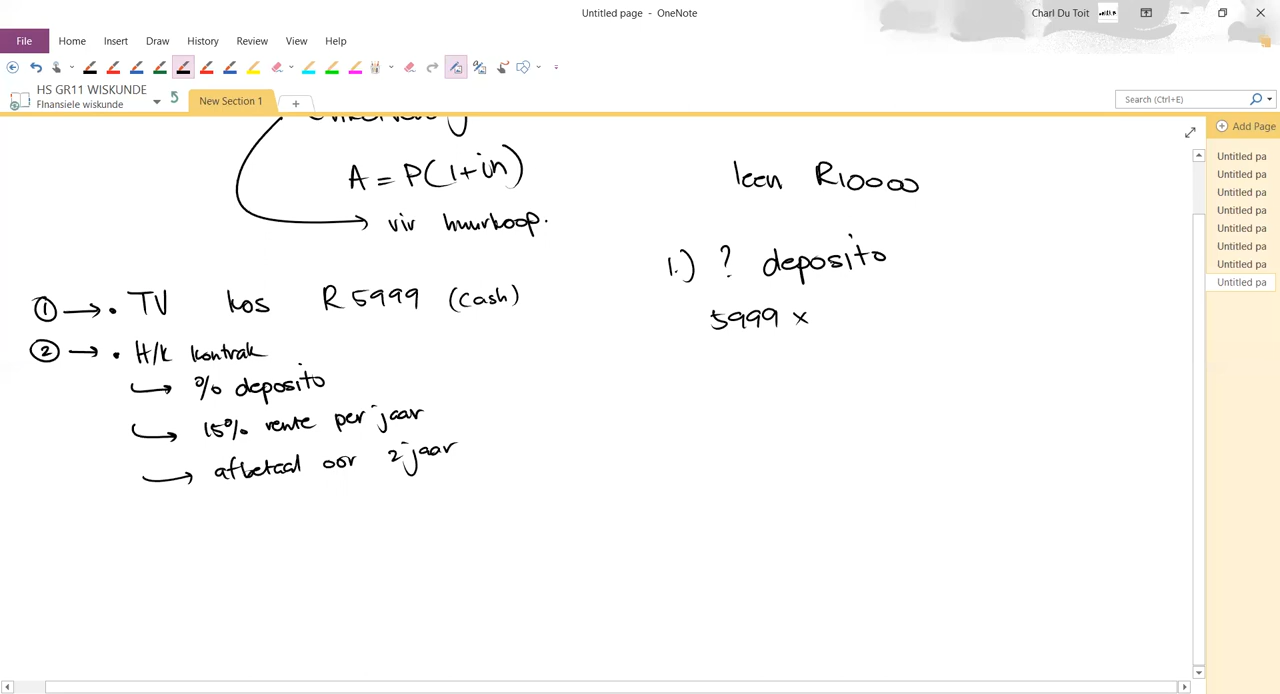 Untitled page - OneNote
Charl Du Toit
File Home Insert Draw History Review View Help
HS GR11 WISKUNDE
FInansiele wiskunde
New Section 1
Search (Ctrl+E)
Add Page
Untitled pa
Untitled pa
Untitled pa
Untitled pa
Untitled pa
Untitled pa
Untitled pa
Untitled pa
A = P(1+in)
vir huurkoop.
① → • TV kos R5999 (cash)
② → • H/K kontrak
% deposito
15% rente per jaar
afbetaal oor 2 jaar
leen R10000
1.) ? deposito
5999 ×